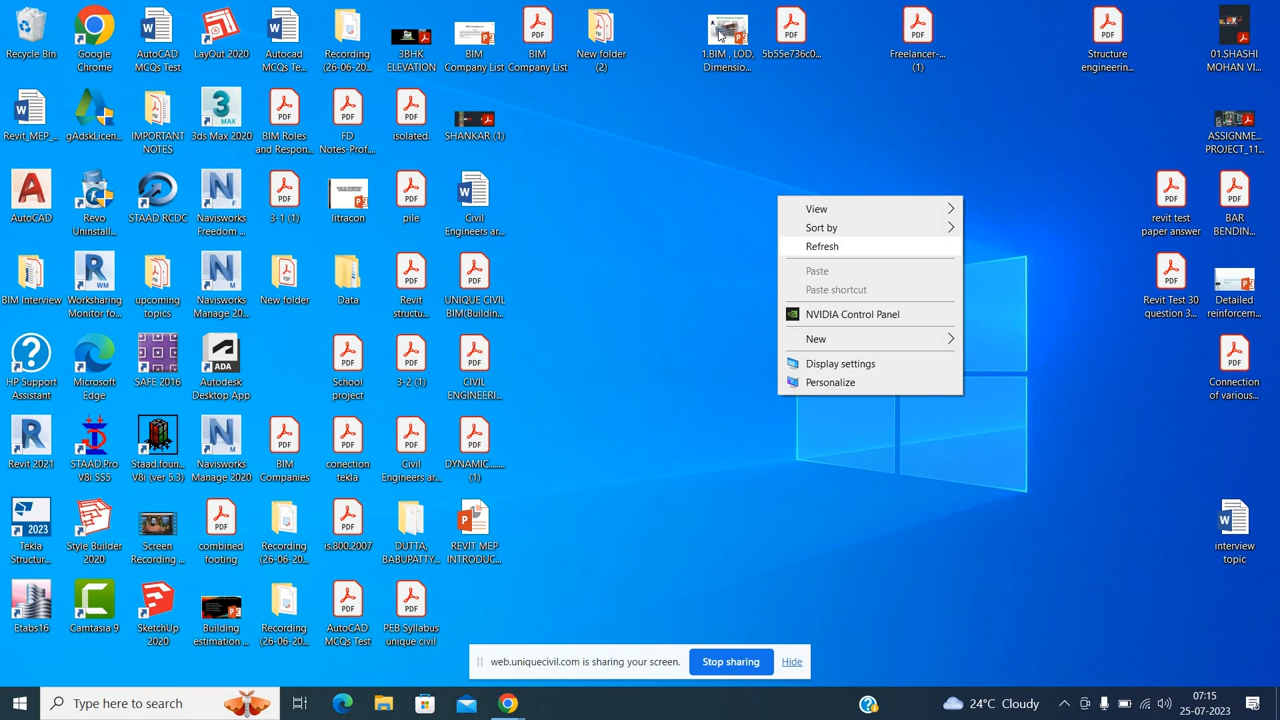 Recycle Bin
Google
Chrome
AutoCAD
MCQs Test
LayOut 2020
Autocad
MCQs Te...
Recording
(26-06-20...
3BHK
ELEVATION
BIM
Company List
BIM
Company List
New folder
(2)
1.BIM , LOD,
Dimensio...
5b55e736c0...
Freelancer-...
(1)
Structure
engineerin...
01.SHASHI
MOHAN VI...
Revit_MEP_...
gAdskLicen...
IMPORTANT
NOTES
3ds Max 2020
BIM Roles
and Respon...
FD
Notes-Prof....
isolated.
SHANKAR (1)
ASSIGNME...
PROJECT_11...
AutoCAD
Revo
Uninstall...
STAAD RCDC
Navisworks
Freedom ...
3-1 (1)
litracon
pile
Civil
Engineers ar...
revit test
paper answer
BAR
BENDIN...
BIM Interview
Worksharing
Monitor fo...
upcoming
topics
Navisworks
Manage 20...
New folder
Data
Revit
structu...
UNIQUE CIVIL
BIM(Buildin...
Revit Test 30
question 3...
Detailed
reinforcem...
HP Support
Assistant
Microsoft
Edge
SAFE 2016
ADA
Autodesk
Desktop App
School
project
3-2 (1)
CIVIL
ENGINEERI...
Connection
of various...
Revit 2021
STAAD.Pro
V8i SS5
Staad.foun...
V8i (ver 5.3)
Navisworks
Manage 2020
BIM
Companies
conection
tekla
Civil
Engineers ar...
DYNAMIC........
(1)
2023
Tekla
Structur...
Style Builder
2020
Screen
Recording ...
combined
footing
Recording
(26-06-20...
is.800.2007
DUTTA,
BABUPATTY...
REVIT MEP
INTRODUC...
interview
topic
Etabs16
Camtasia 9
SketchUp
2020
Building
estimation ...
Recording
(26-06-20...
AutoCAD
MCQs Test
PEB Syllabus
unique civil
View
Sort by
Refresh
Paste
Paste shortcut
NVIDIA Control Panel
New
Display settings
Personalize
web.uniquecivil.com is sharing your screen.
Stop sharing
Hide
Type here to search
24°C Cloudy
07:15
25-07-2023